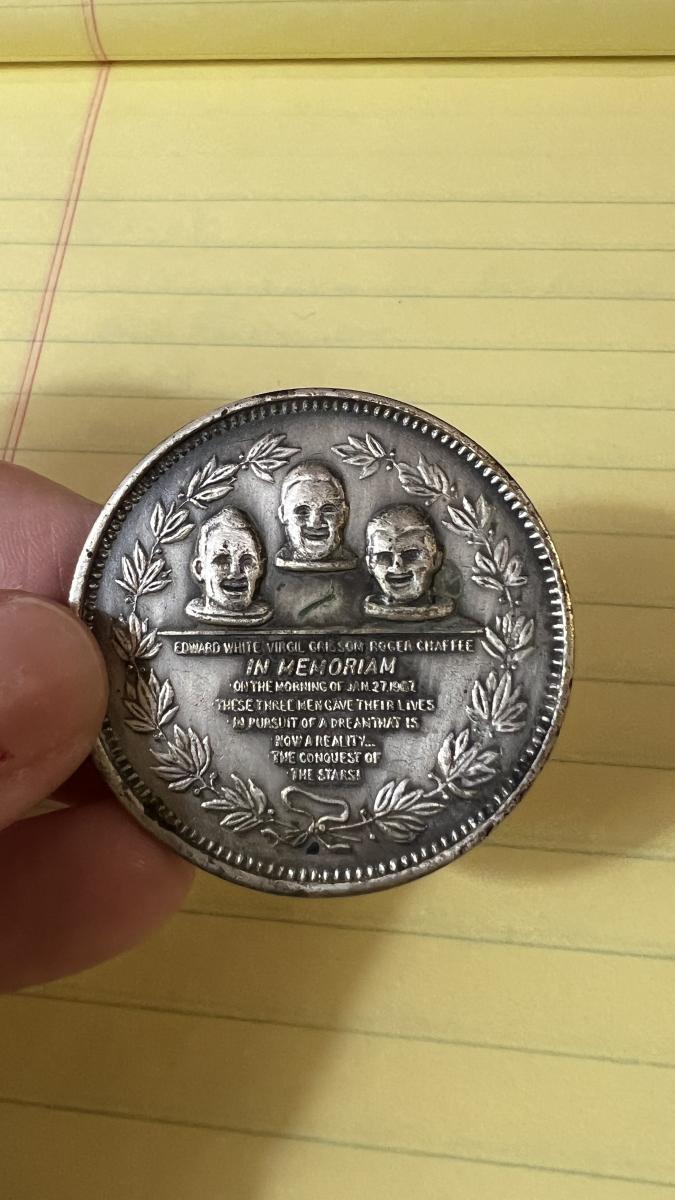 EDWARD WHITE VIRGIL GRISSOM ROGER CHAFFEE
IN MEMORIAM
ON THE MORNING OF JAN. 27, 1967
THESE THREE MEN GAVE THEIR LIVES
IN PURSUIT OF A DREAM THAT IS
NOW A REALITY...
THE CONQUEST OF
THE STARS!